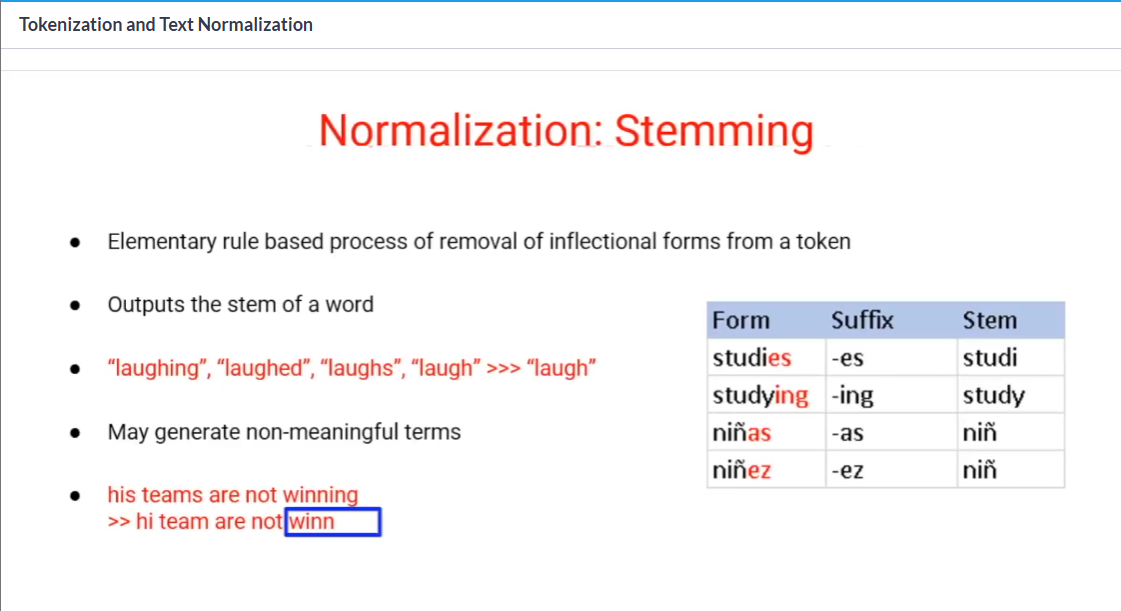 Tokenization and Text Normalization
Normalization: Stemming
● Elementary rule based process of removal of inflectional forms from a token
● Outputs the stem of a word
● “laughing”, “laughed”, “laughs”, “laugh” >>> “laugh”
● May generate non-meaningful terms
● his teams are not winning
>> hi team are not winn
Form Suffix Stem
studies -es studi
studying -ing study
niñas -as niñ
niñez -ez niñ